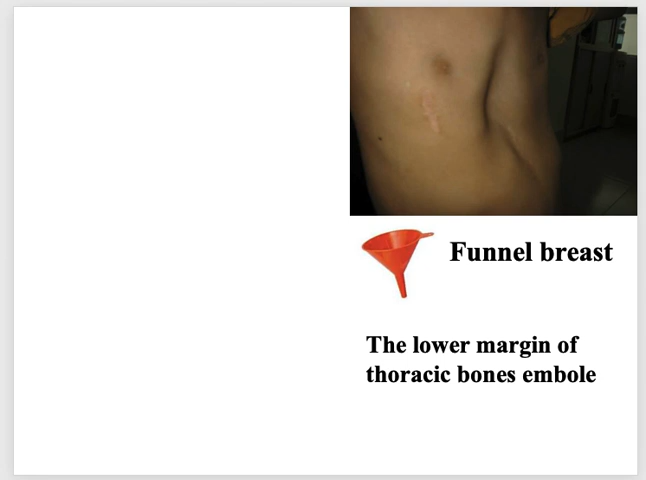 Funnel breast
The lower margin of
thoracic bones embole